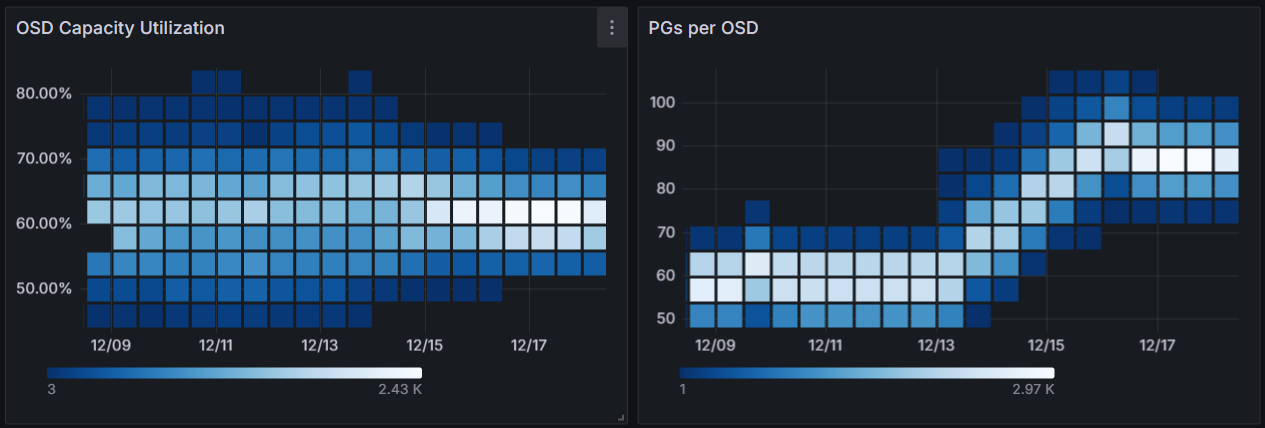 OSD Capacity Utilization
80.00%
70.00%
60.00%
50.00%
12/09 12/11 12/13 12/15 12/17
3 2.43 K
PGs per OSD
100
90
80
70
60
50
12/09 12/11 12/13 12/15 12/17
1 2.97 K